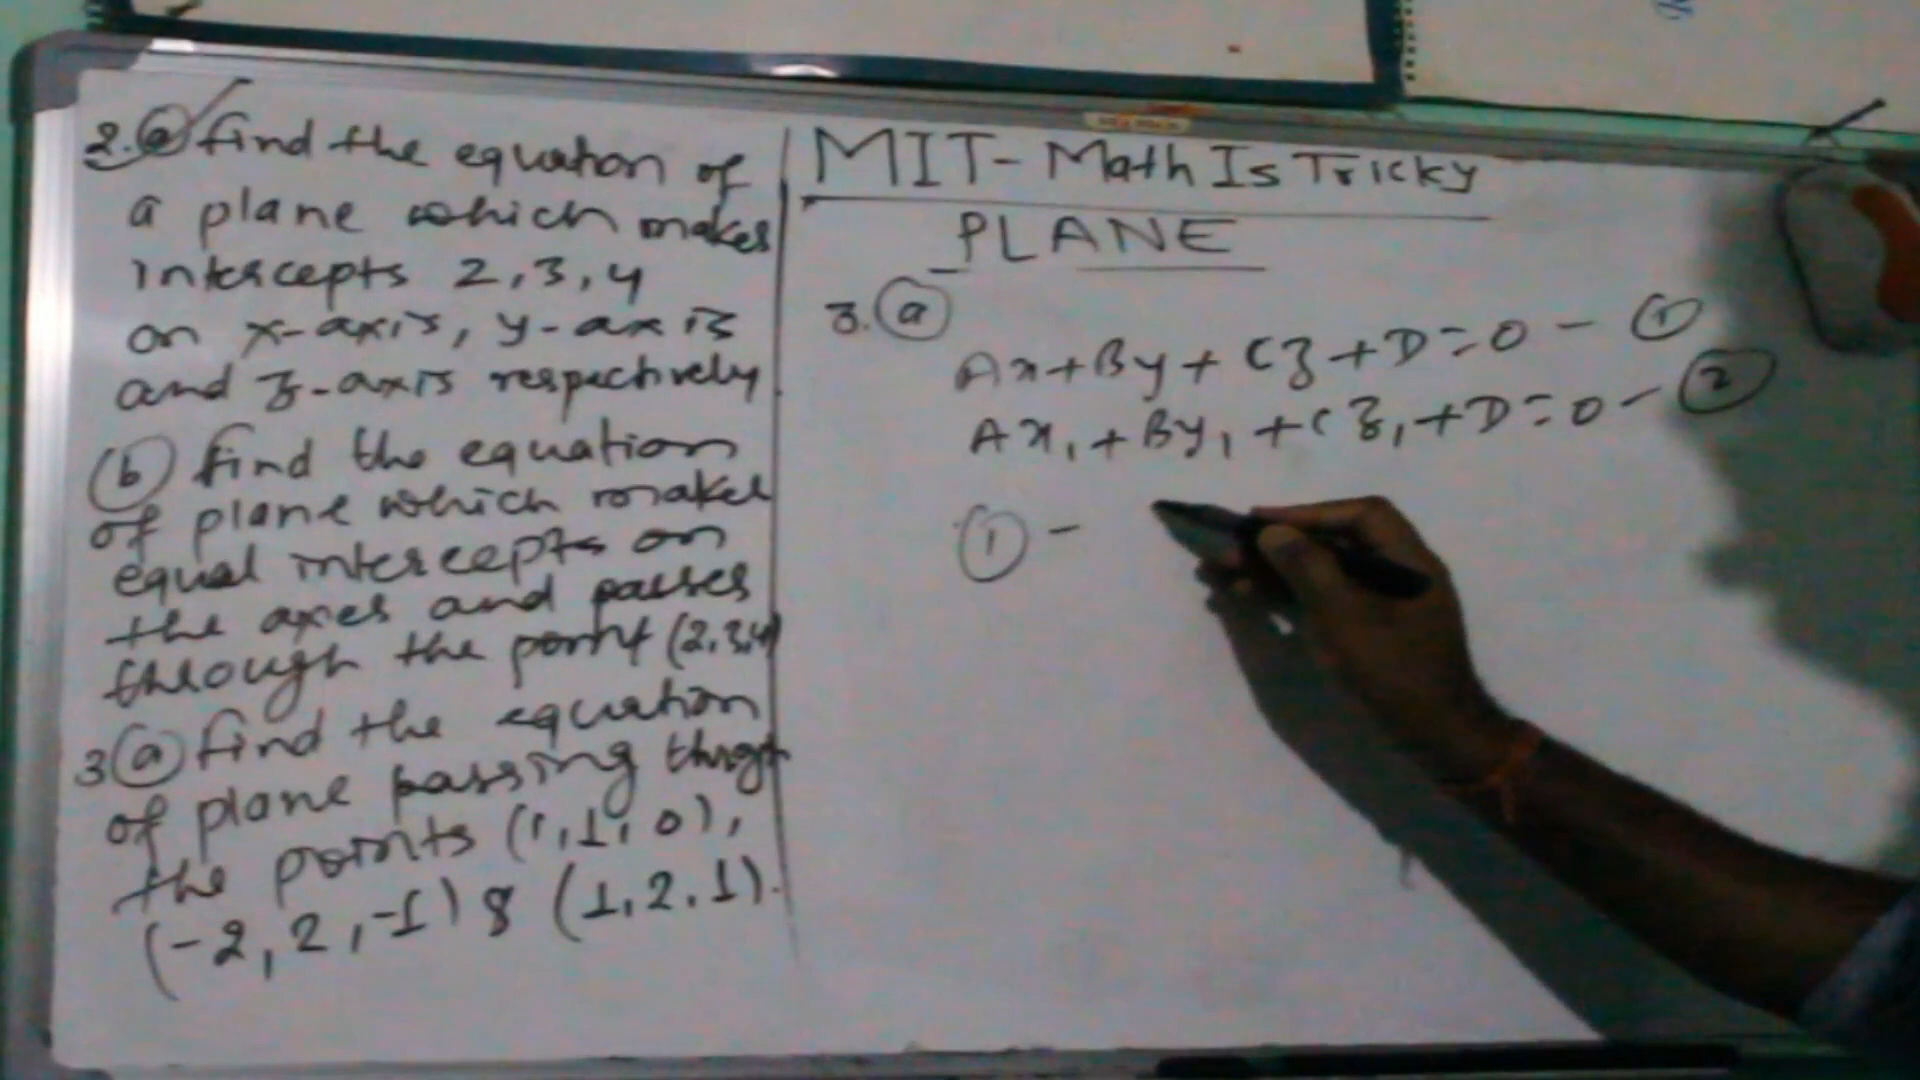 2.(a) find the equation of
a plane which makes
intercepts 2,3,4
on x-axis, y-axis
and z-axis respectively.
(b) find the equation
of plane which makes
equal intercepts on
the axes and passes
through the point (2,3,4)
3(a) find the equation
of plane passing through
the points (1,1,0),
(-2,2,-1) & (1,2,1).
MIT-Math Is Tricky
PLANE
3.(a)
Ax+By+Cz+D=0 - (1)
Ax₁+By₁+Cz₁+D=0 - (2)
(1) -